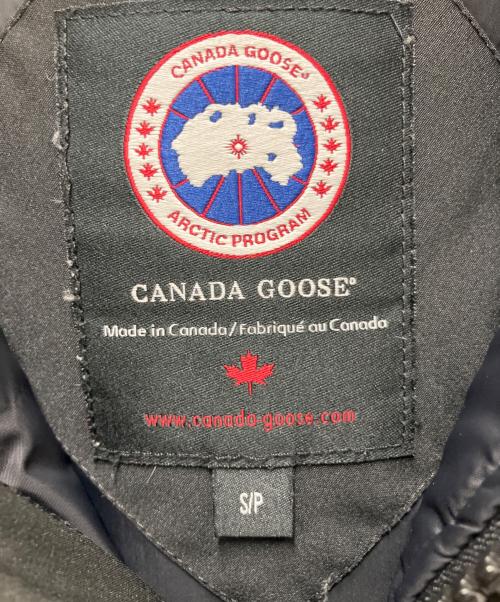 CANADA GOOSE®
ARCTIC PROGRAM
CANADA GOOSE®
Made in Canada/Fabriqué au Canada
www.canada-goose.com
S/P